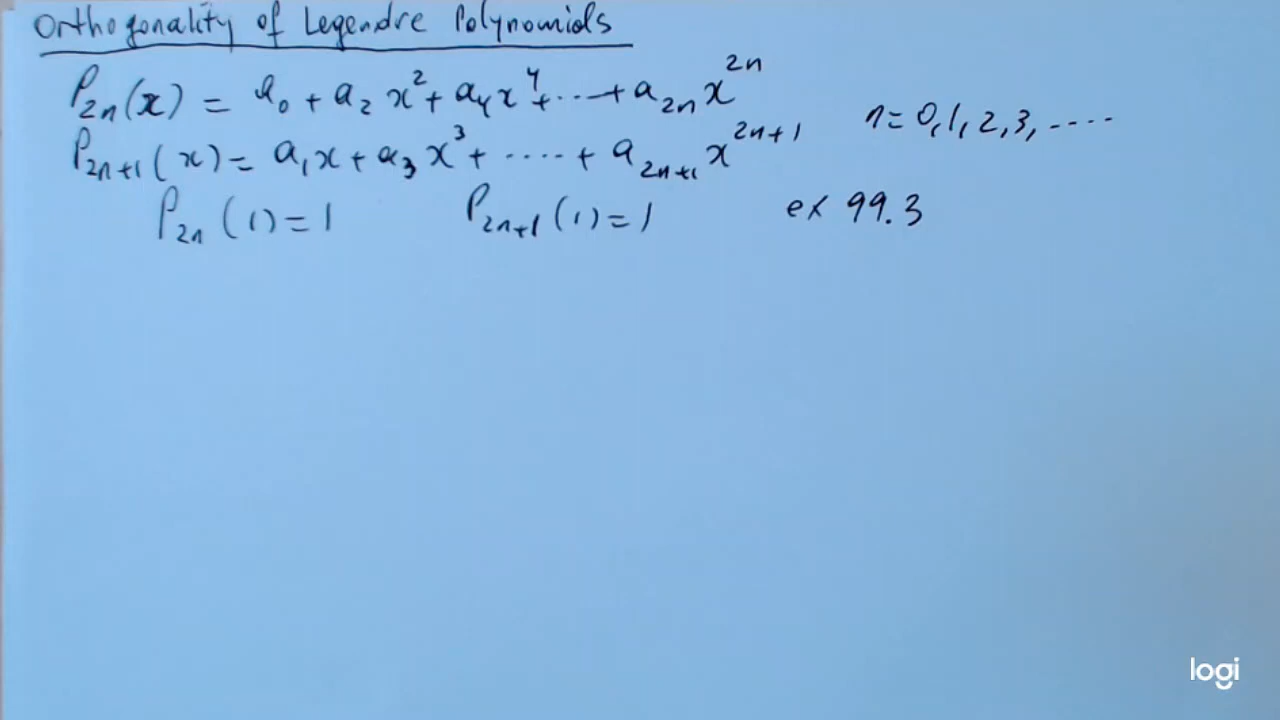 Orthogonality of Legendre Polynomials
P₂ₙ(x) = a₀ + a₂x² + a₄x⁴ + ... + a₂ₙx²ⁿ
n = 0, 1, 2, 3, ....
P₂ₙ₊₁(x) = a₁x + a₃x³ + .... + a₂ₙ₊₁x²ⁿ⁺¹
P₂ₙ(1) = 1 P₂ₙ₊₁(1) = 1 ex 99.3
logi